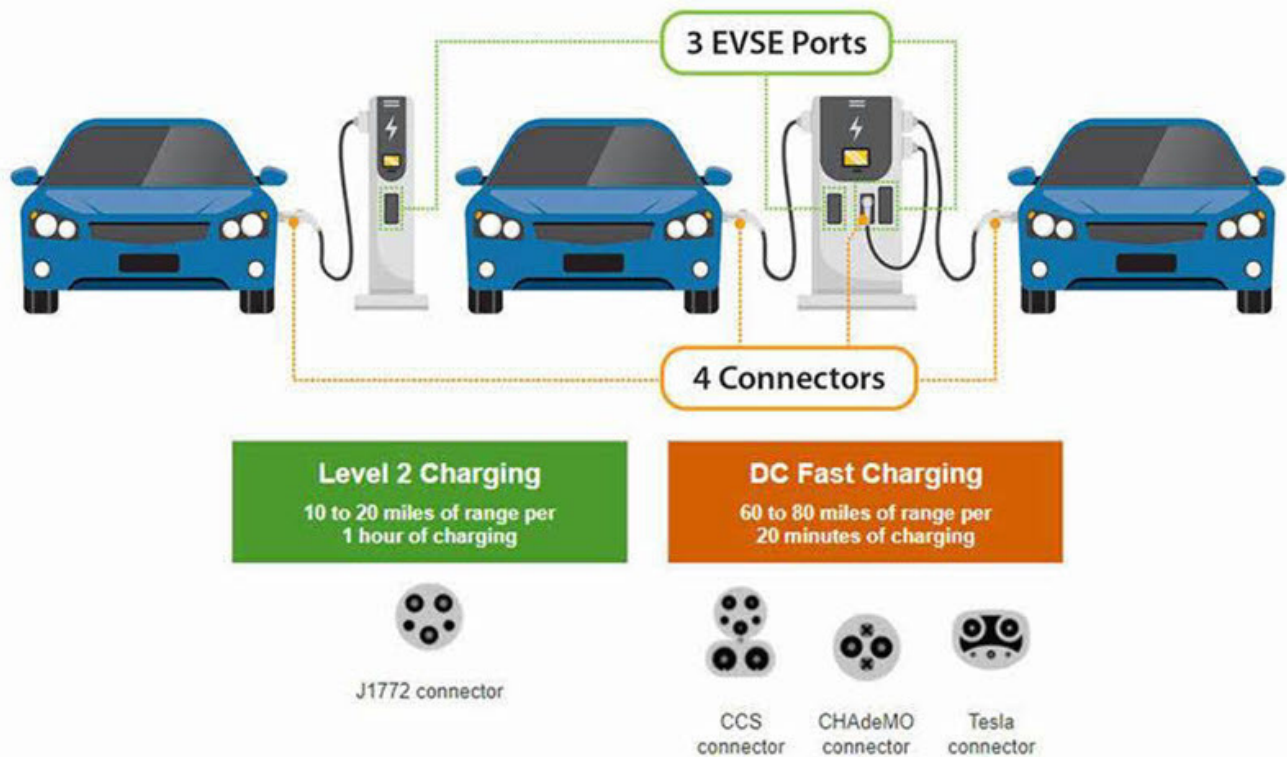 3 EVSE Ports
4 Connectors
Level 2 Charging
10 to 20 miles of range per
1 hour of charging
DC Fast Charging
60 to 80 miles of range per
20 minutes of charging
J1772 connector
CCS
connector
CHAdeMO
connector
Tesla
connector